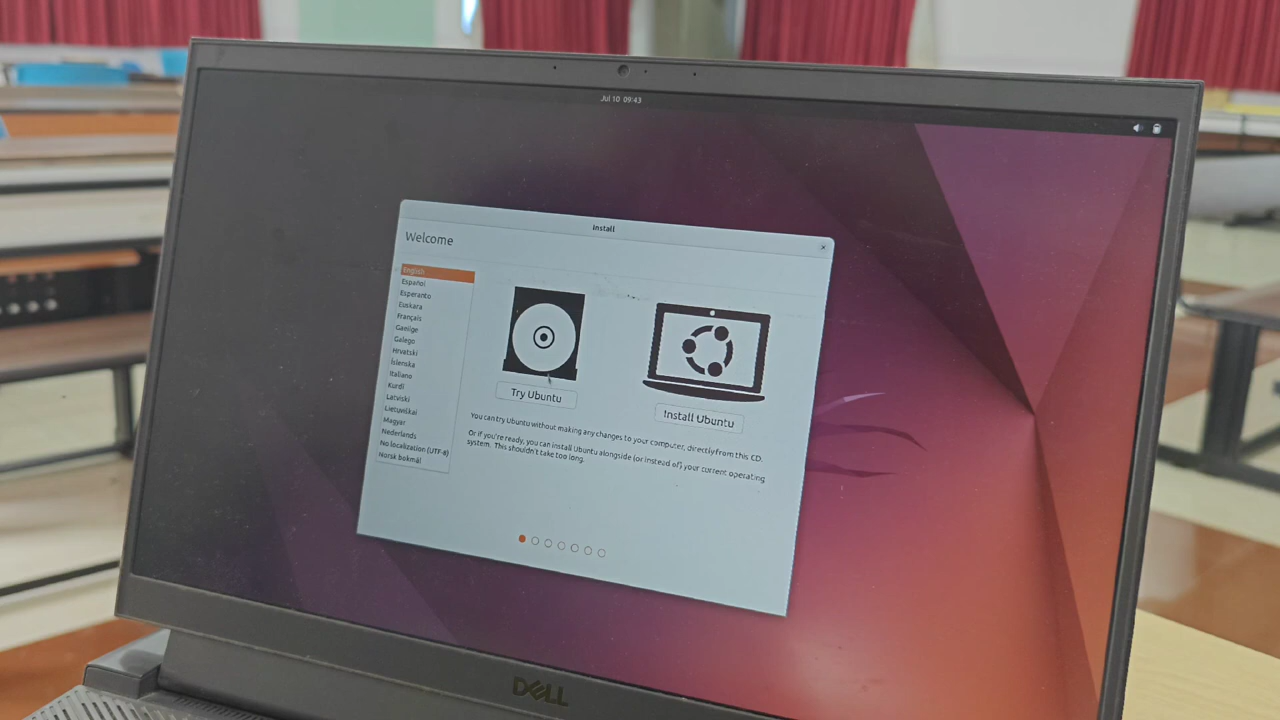 Jul 10 09:43
Install
Welcome
English
Español
Esperanto
Euskara
Français
Gaeilge
Galego
Hrvatski
Íslenska
Italiano
Kurdî
Latviski
Lietuviškai
Magyar
Nederlands
No localization (UTF-8)
Norsk bokmål
Try Ubuntu
Install Ubuntu
You can try Ubuntu without making any changes to your computer, directly from this CD.
Or if you're ready, you can install Ubuntu alongside (or instead of) your current operating
system. This shouldn't take too long.
DELL